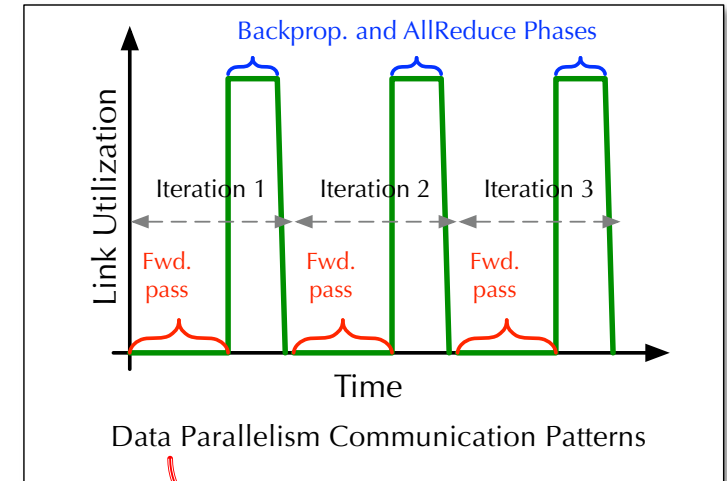 Backprop. and AllReduce Phases
Link Utilization
Iteration 1
Iteration 2
Iteration 3
Fwd.
pass
Fwd.
pass
Fwd.
pass
Time
Data Parallelism Communication Patterns